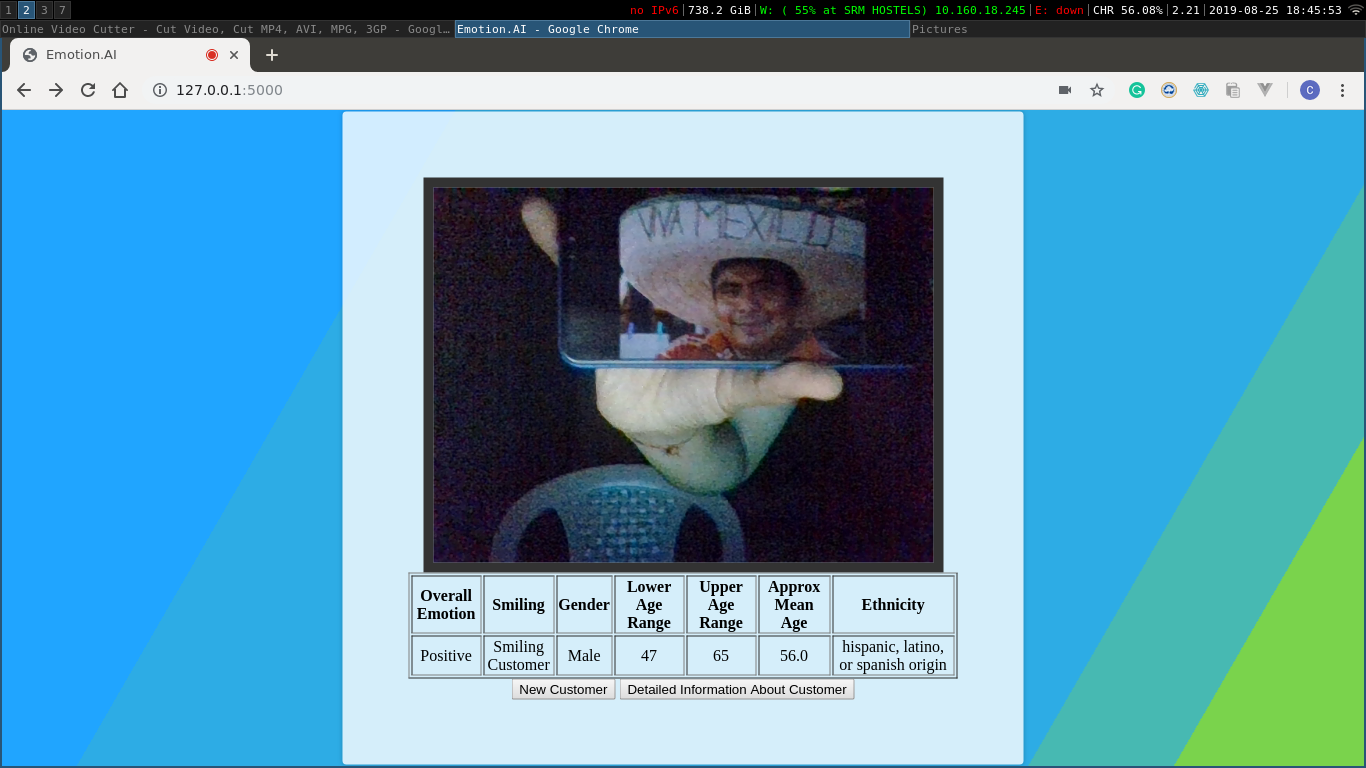 1 2 3 7
no IPv6|738.2 GiB|W: ( 55% at SRM HOSTELS) 10.160.18.245|E: down|CHR 56.08%|2.21|2019-08-25 18:45:53
Online Video Cutter - Cut Video, Cut MP4, AVI, MPG, 3GP - Googl… Emotion.AI - Google Chrome Pictures
Emotion.AI
127.0.0.1:5000 C
VIVA MEXICO
Overall Emotion Smiling Gender Lower Age Range Upper Age Range Approx Mean Age Ethnicity
Positive Smiling Customer Male 47 65 56.0 hispanic, latino, or spanish origin
New Customer Detailed Information About Customer